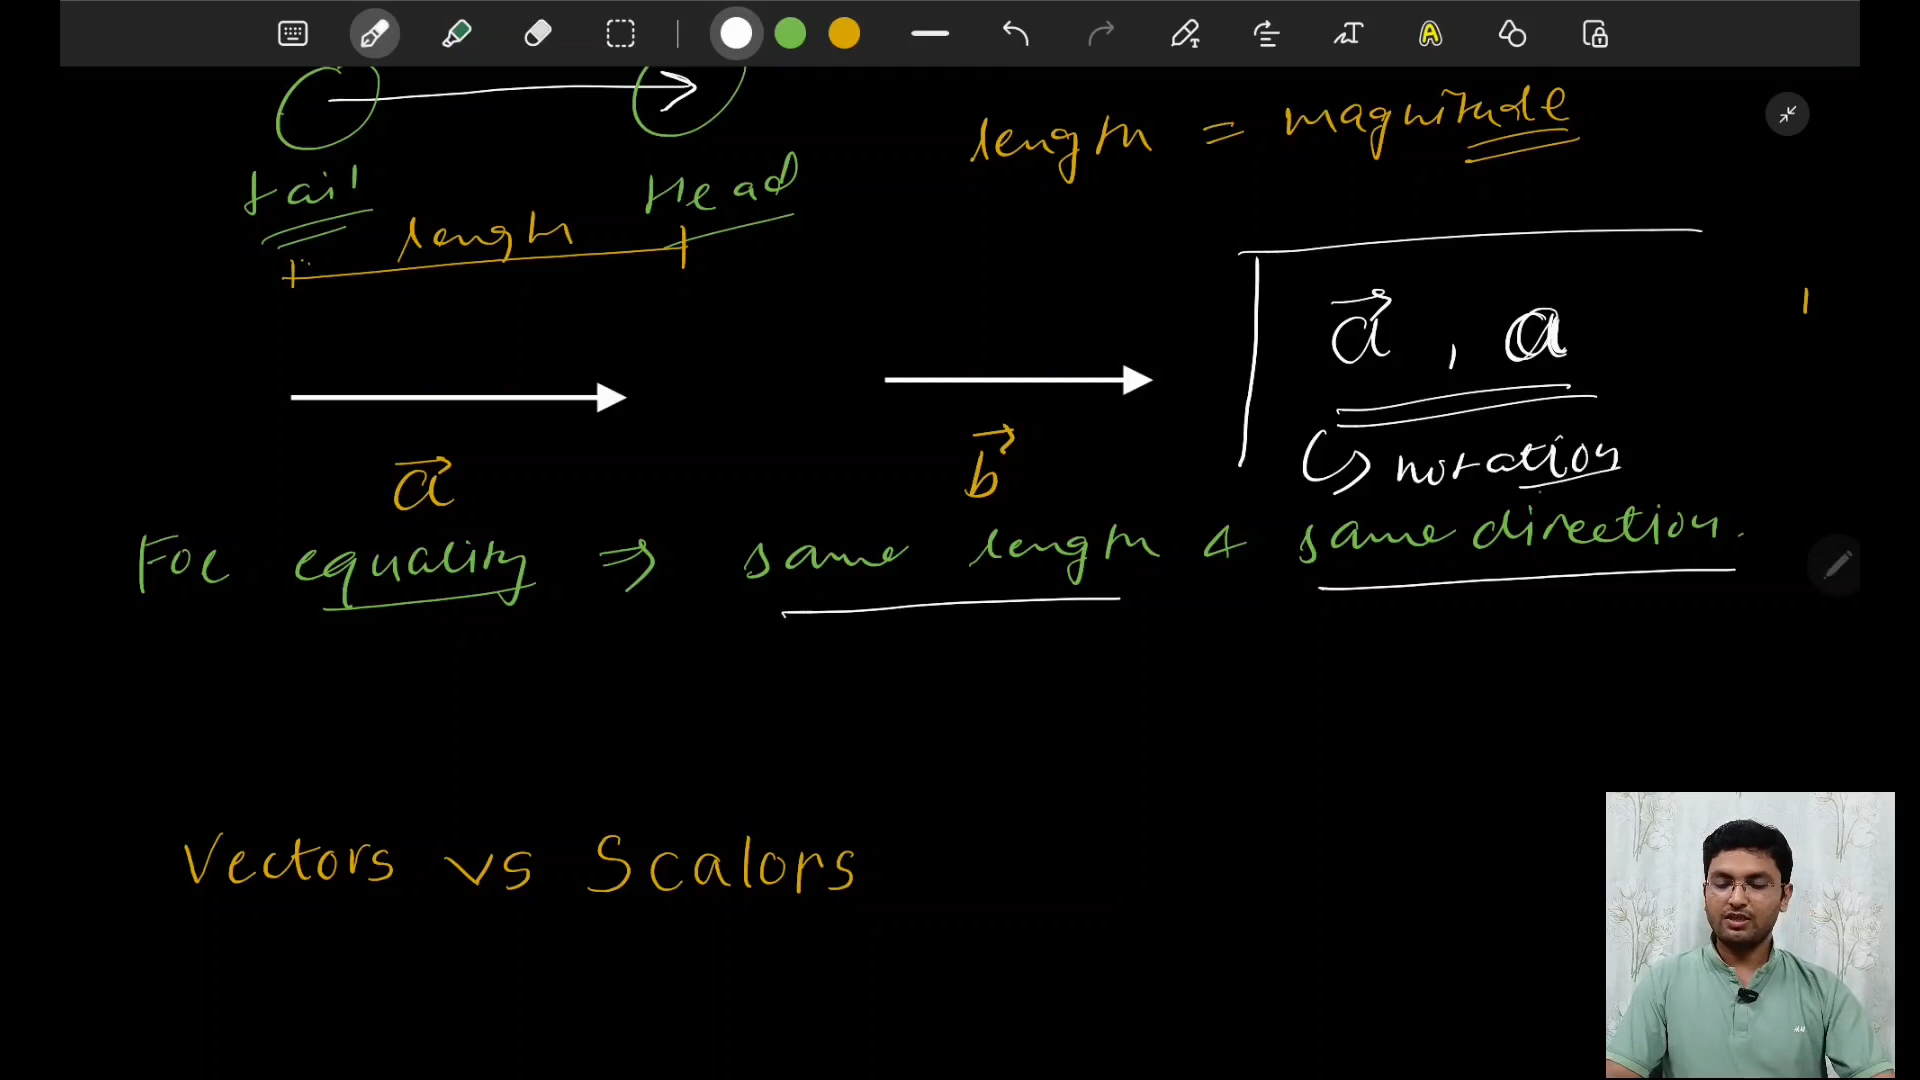 length = magnitude
tail Head
length
a⃗ , a
a⃗ b⃗
notation
For equality ⇒ same length & same direction.
Vectors vs Scalors